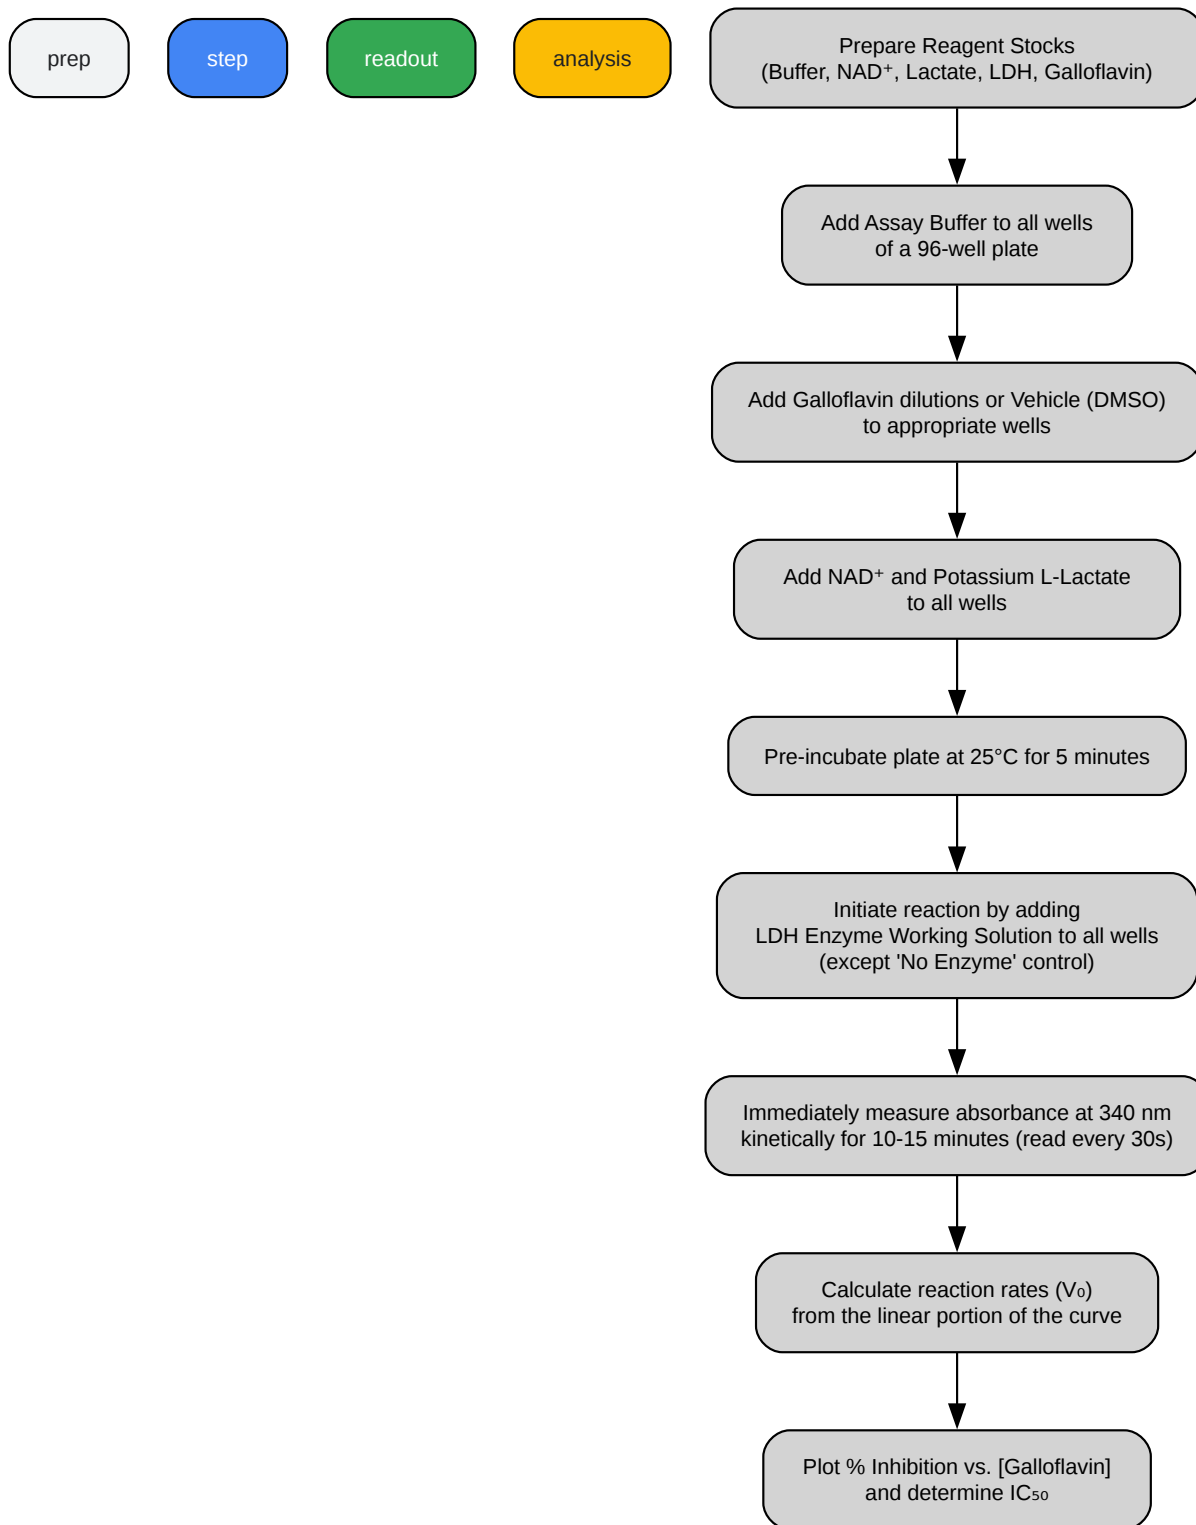 prep
step
readout
analysis
Prepare Reagent Stocks
(Buffer, NAD⁺, Lactate, LDH, Galloflavin)
Add Assay Buffer to all wells
of a 96-well plate
Add Galloflavin dilutions or Vehicle (DMSO)
to appropriate wells
Add NAD⁺ and Potassium L-Lactate
to all wells
Pre-incubate plate at 25°C for 5 minutes
Initiate reaction by adding
LDH Enzyme Working Solution to all wells
(except 'No Enzyme' control)
Immediately measure absorbance at 340 nm
kinetically for 10-15 minutes (read every 30s)
Calculate reaction rates (V₀)
from the linear portion of the curve
Plot % Inhibition vs. [Galloflavin]
and determine IC₅₀